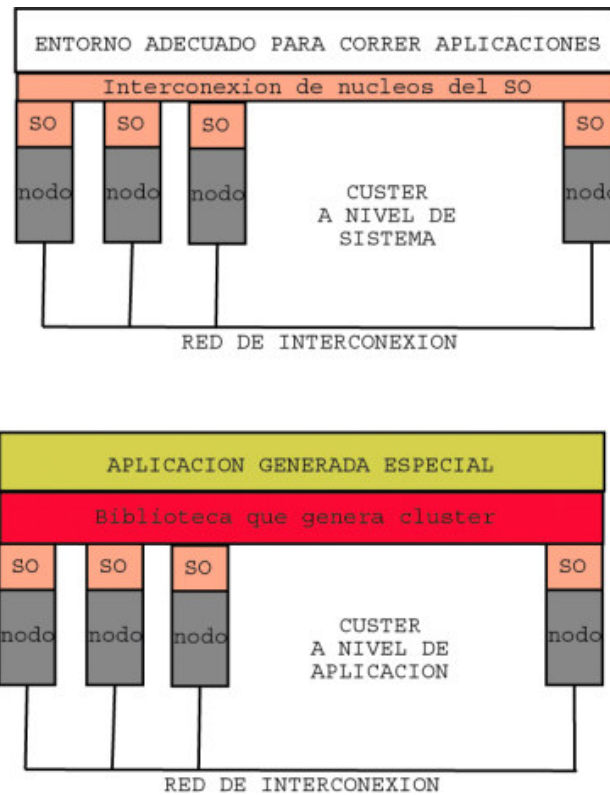 ENTORNO ADECUADO PARA CORRER APLICACIONES
Interconexion de nucleos del SO
SO SO SO SO
nodo nodo nodo nodo
CUSTER
A NIVEL DE
SISTEMA
RED DE INTERCONEXION
APLICACION GENERADA ESPECIAL
Biblioteca que genera cluster
SO SO SO SO
nodo nodo nodo nodo
CUSTER
A NIVEL DE
APLICACION
RED DE INTERCONEXION